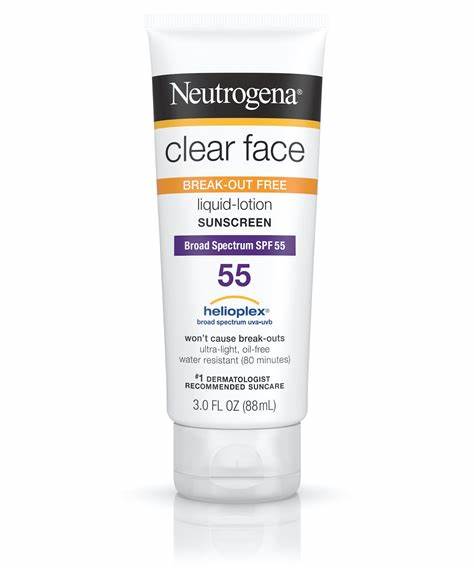 Neutrogena®
clear face
BREAK-OUT FREE
liquid-lotion
SUNSCREEN
Broad Spectrum SPF 55
55
helioplex®
broad spectrum uva•uvb
won't cause break-outs
ultra-light, oil-free
water resistant (80 minutes)
#1 DERMATOLOGIST
RECOMMENDED SUNCARE
3.0 FL OZ (88mL)